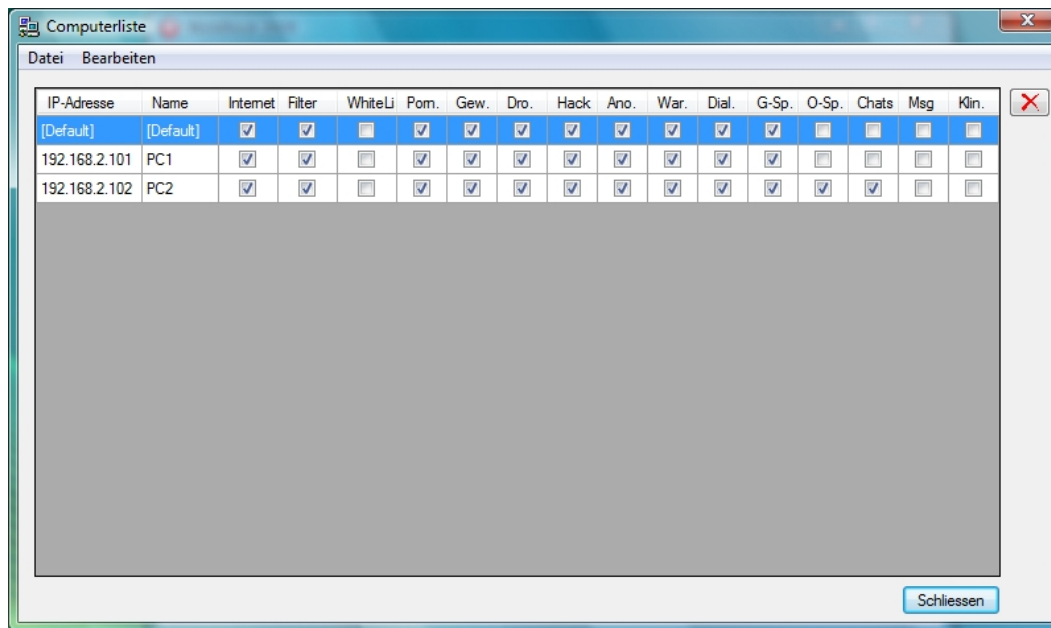 Computerliste
Datei Bearbeiten
IP-Adresse Name Internet Filter WhiteLi Porn. Gew. Dro. Hack Ano. War. Dial. G-Sp. O-Sp. Chats Msg Klin.
[Default] [Default]
192.168.2.101 PC1
192.168.2.102 PC2
Schliessen